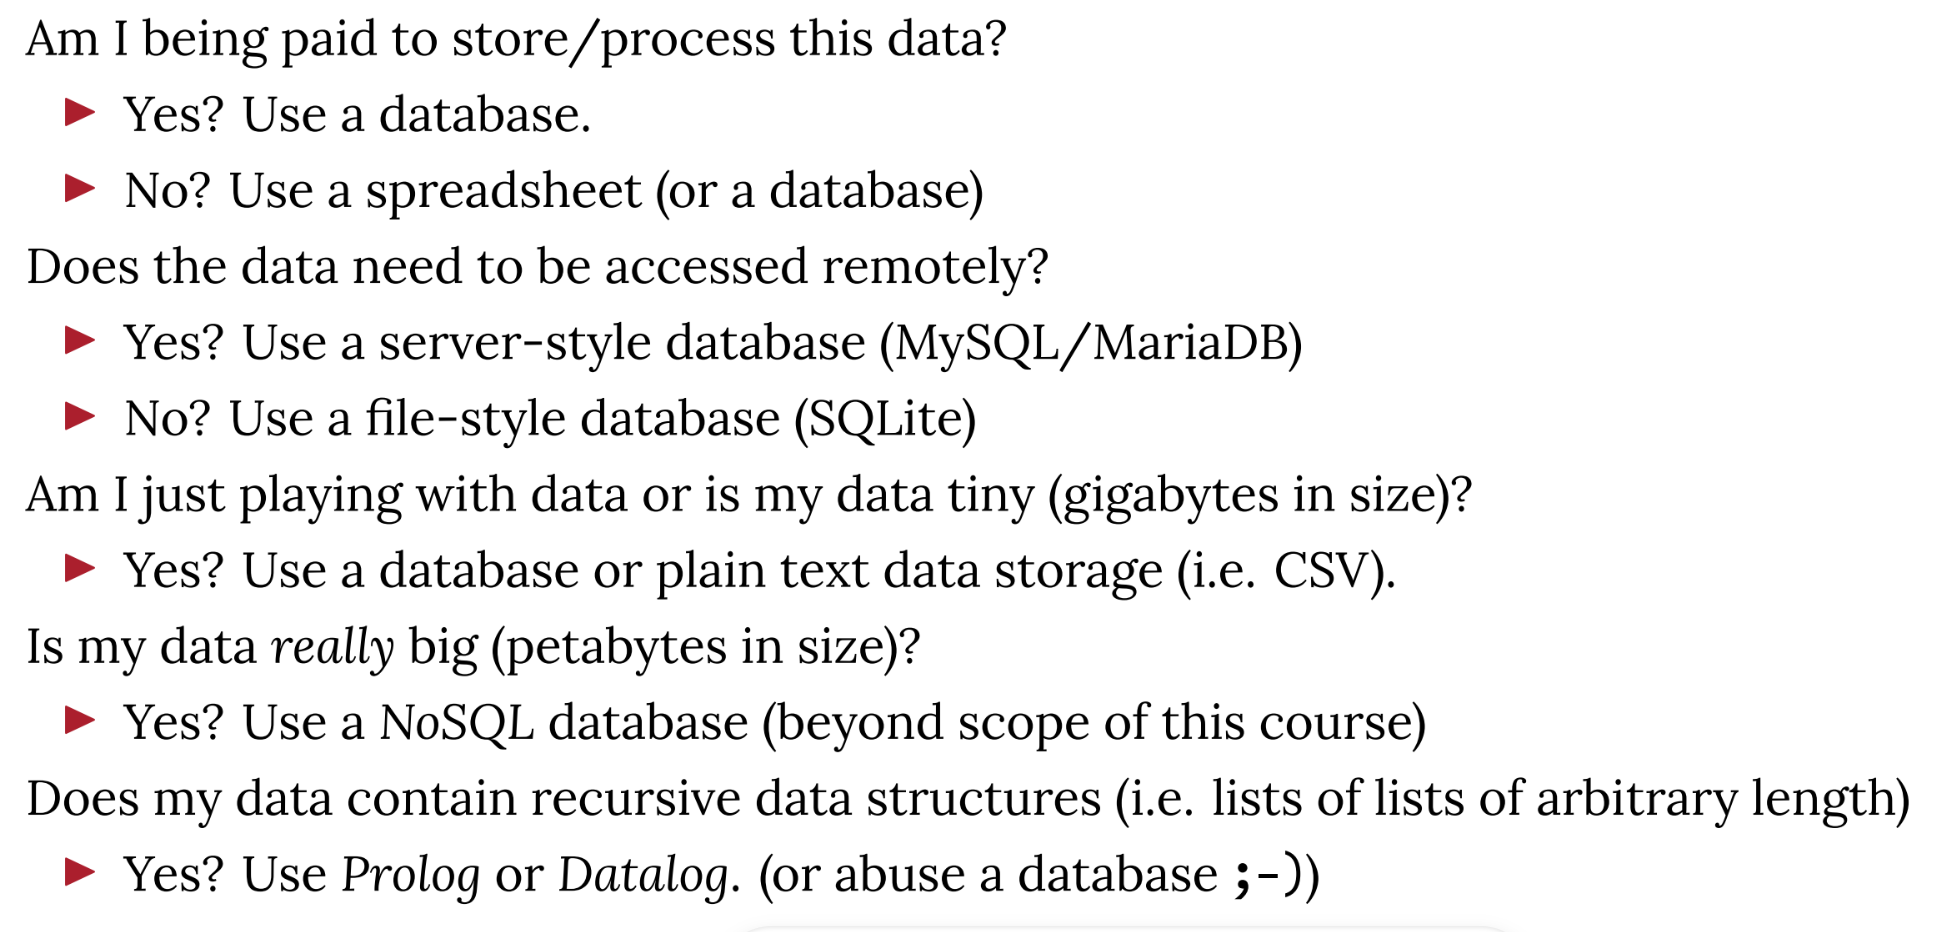 Am I being paid to store/process this data?
▶ Yes? Use a database.
▶ No? Use a spreadsheet (or a database)
Does the data need to be accessed remotely?
▶ Yes? Use a server-style database (MySQL/MariaDB)
▶ No? Use a file-style database (SQLite)
Am I just playing with data or is my data tiny (gigabytes in size)?
▶ Yes? Use a database or plain text data storage (i.e. CSV).
Is my data really big (petabytes in size)?
▶ Yes? Use a NoSQL database (beyond scope of this course)
Does my data contain recursive data structures (i.e. lists of lists of arbitrary length)
▶ Yes? Use Prolog or Datalog. (or abuse a database ;-))